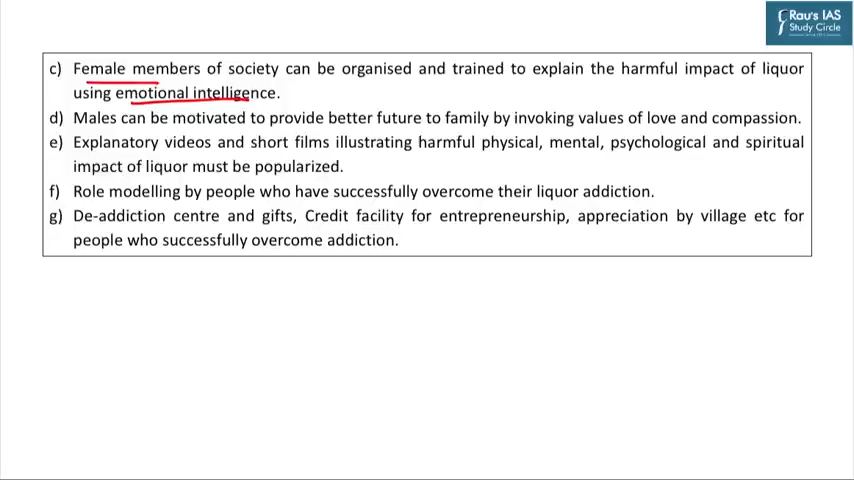 Rau's IAS
Study Circle
c) Female members of society can be organised and trained to explain the harmful impact of liquor
using emotional intelligence.
d) Males can be motivated to provide better future to family by invoking values of love and compassion.
e) Explanatory videos and short films illustrating harmful physical, mental, psychological and spiritual
impact of liquor must be popularized.
f) Role modelling by people who have successfully overcome their liquor addiction.
g) De-addiction centre and gifts, Credit facility for entrepreneurship, appreciation by village etc for
people who successfully overcome addiction.